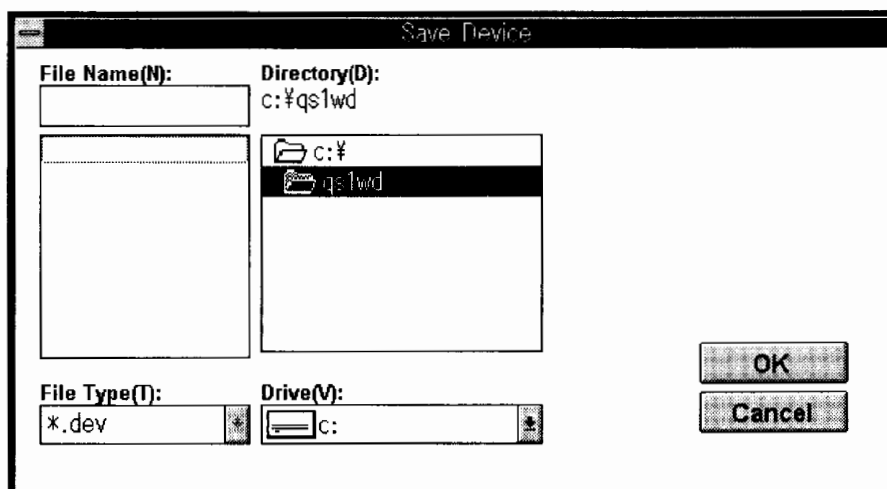 Save Device
File Name(N):
Directory(D):
c:¥qs1wd
c:¥
qs1wd
OK
File Type(T):
Drive(V):
*.dev
c:
Cancel